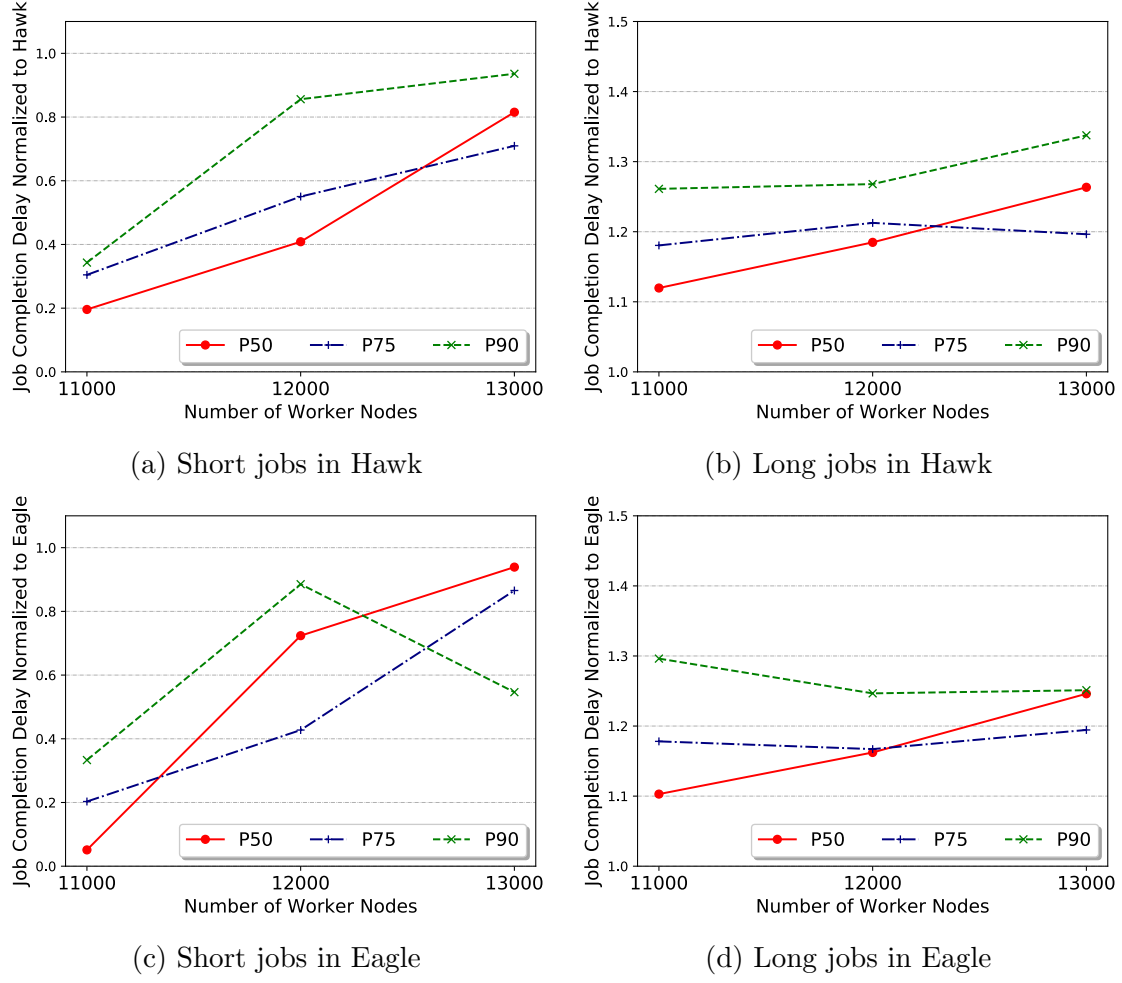 Job Completion Delay Normalized to Hawk
1.0
0.8
0.6
0.4
0.2
0.0
P50 P75 P90
11000 12000 13000
Number of Worker Nodes
(a) Short jobs in Hawk
Job Completion Delay Normalized to Hawk
1.5
1.4
1.3
1.2
1.1
1.0
P50 P75 P90
11000 12000 13000
Number of Worker Nodes
(b) Long jobs in Hawk
Job Completion Delay Normalized to Eagle
1.0
0.8
0.6
0.4
0.2
0.0
P50 P75 P90
11000 12000 13000
Number of Worker Nodes
(c) Short jobs in Eagle
Job Completion Delay Normalized to Eagle
1.5
1.4
1.3
1.2
1.1
1.0
P50 P75 P90
11000 12000 13000
Number of Worker Nodes
(d) Long jobs in Eagle